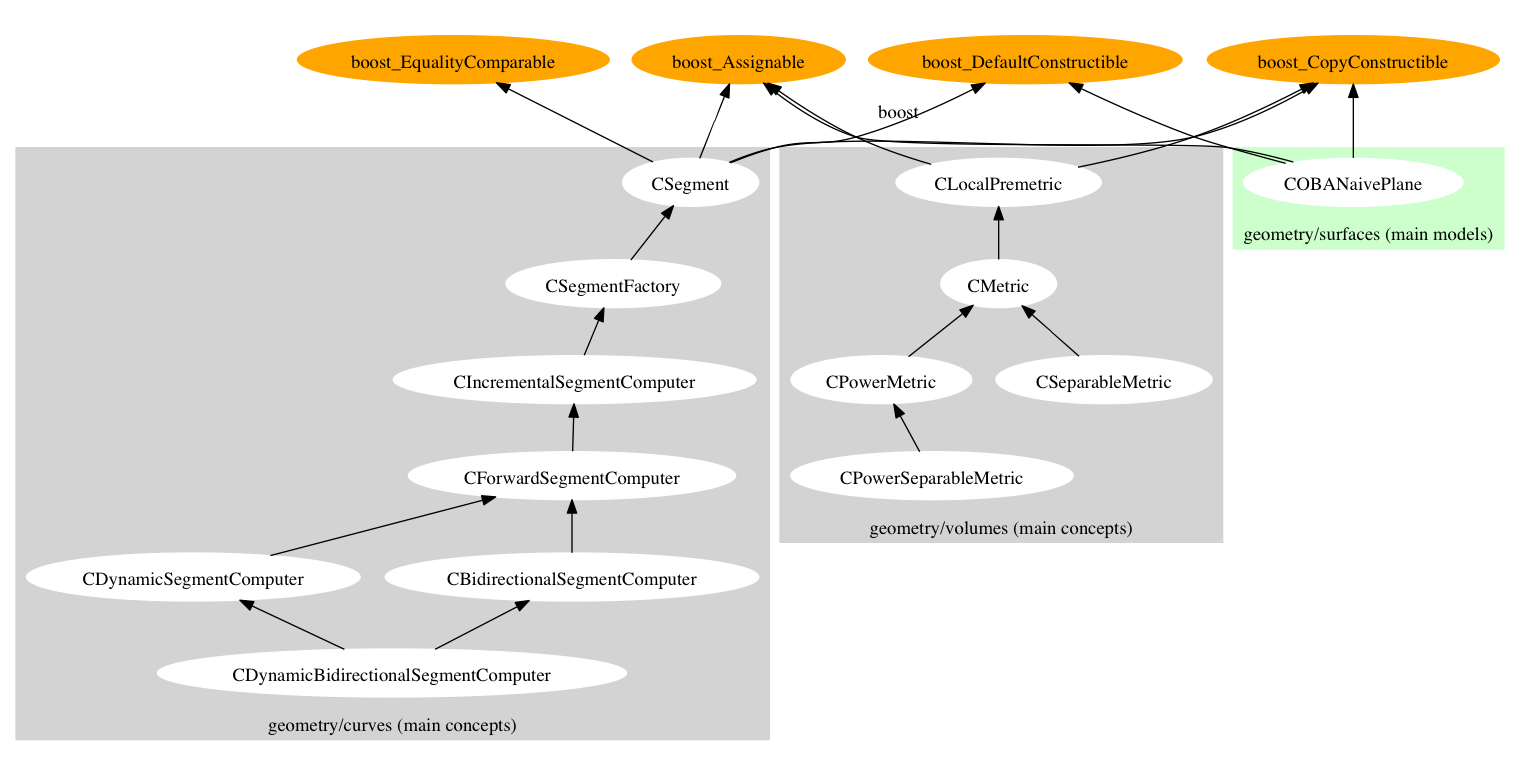 boost_EqualityComparable
boost_Assignable
boost_DefaultConstructible
boost_CopyConstructible
boost
CSegment
CLocalPremetric
COBANaivePlane
geometry/surfaces (main models)
CSegmentFactory
CMetric
CIncrementalSegmentComputer
CPowerMetric
CSeparableMetric
CForwardSegmentComputer
CPowerSeparableMetric
geometry/volumes (main concepts)
CDynamicSegmentComputer
CBidirectionalSegmentComputer
CDynamicBidirectionalSegmentComputer
geometry/curves (main concepts)